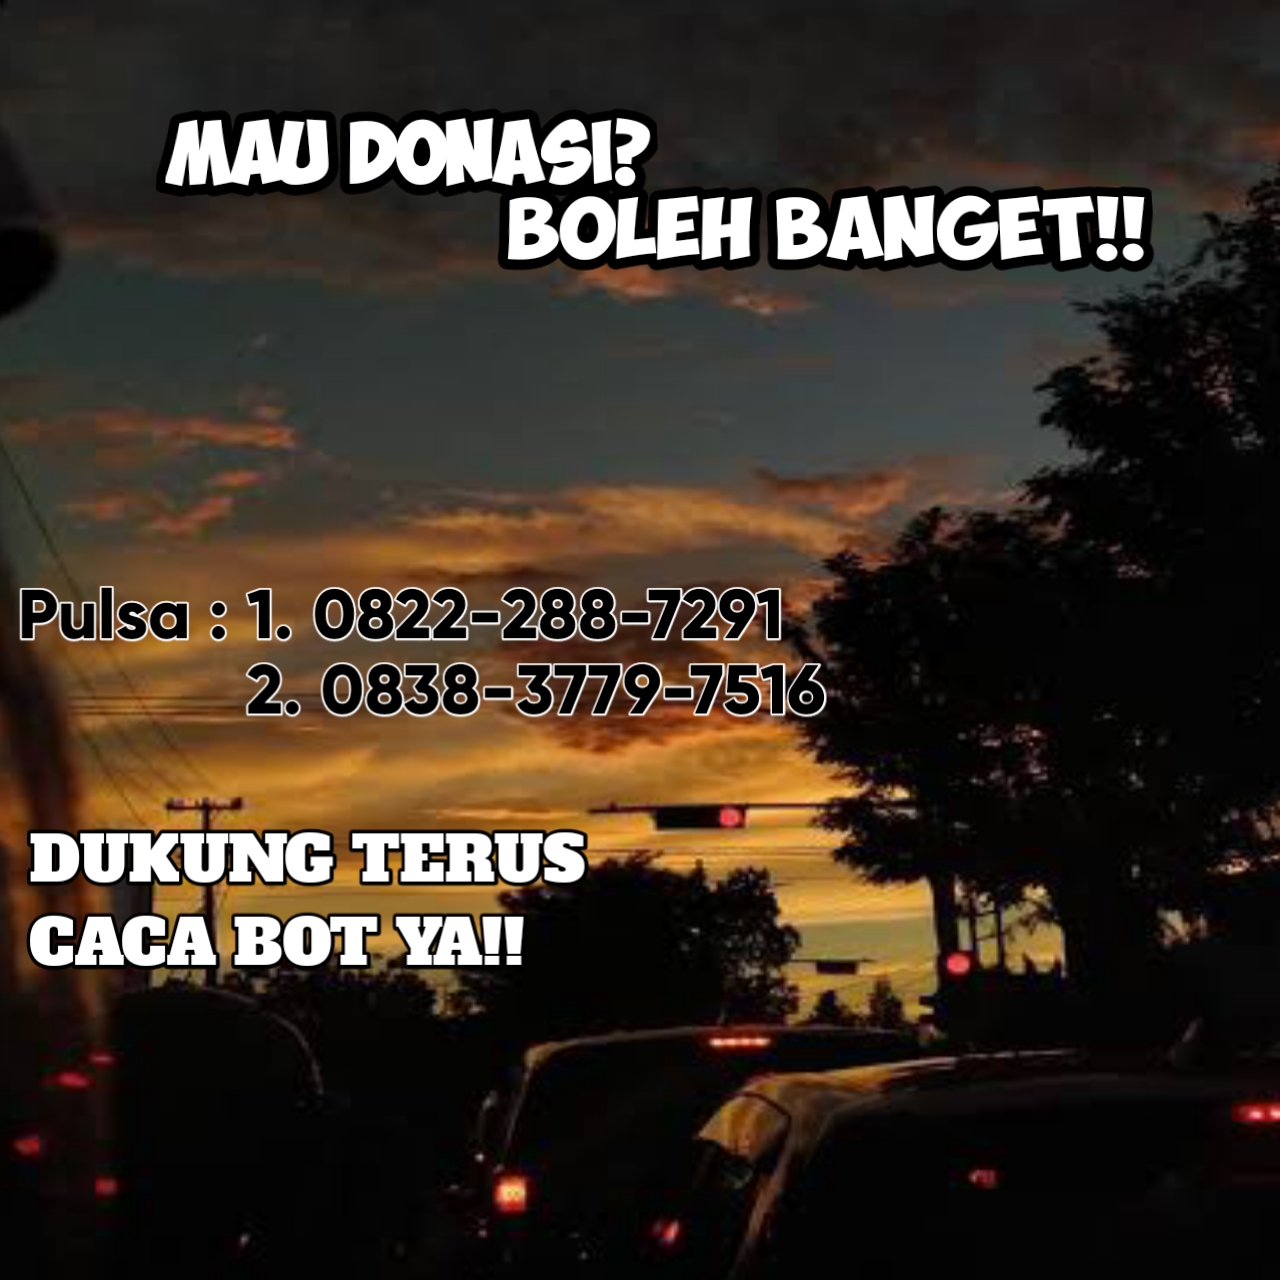 MAU DONASI?
BOLEH BANGET!!
Pulsa : 1. 0822-288-7291
2. 0838-3779-7516
DUKUNG TERUS
CACA BOT YA!!